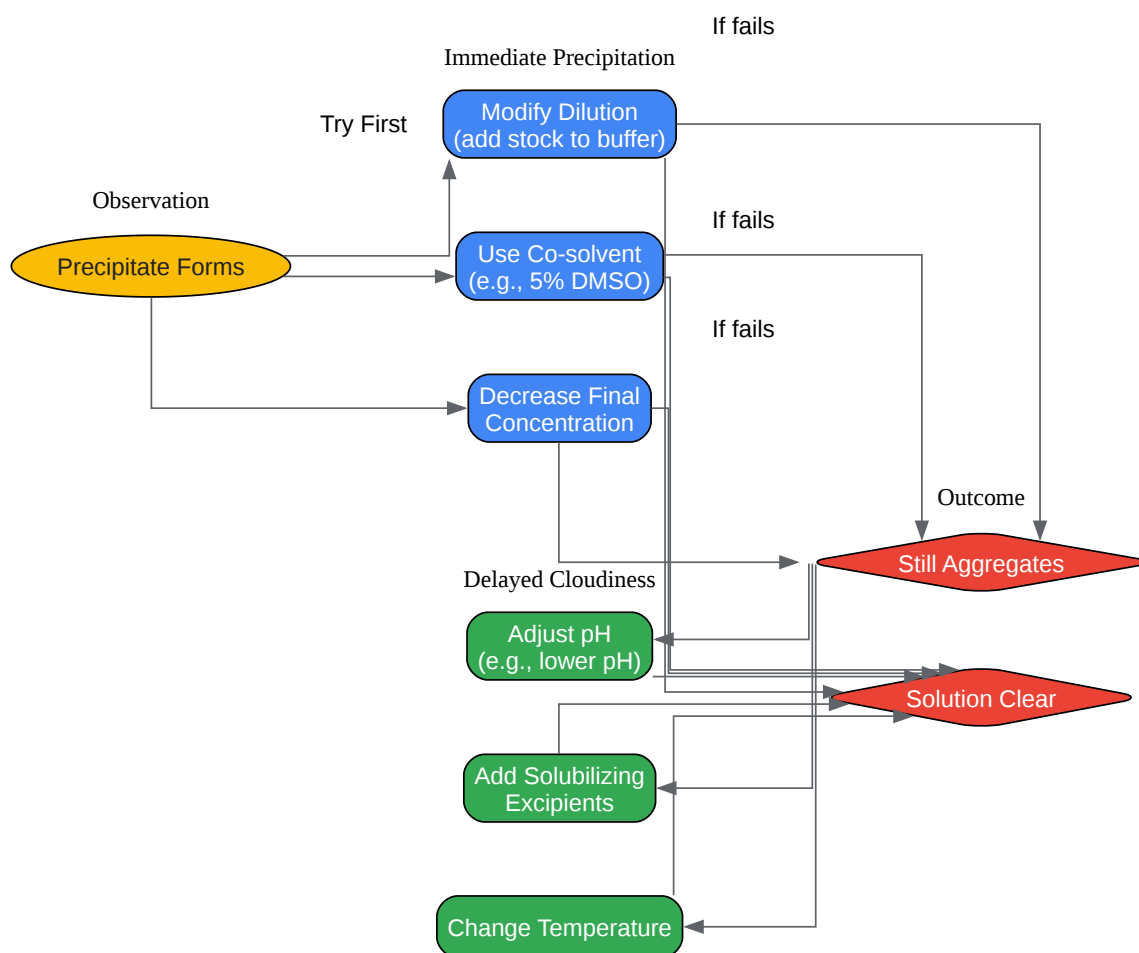 If fails
Immediate Precipitation
Modify Dilution
(add stock to buffer)
Try First
Observation
Precipitate Forms
If fails
Use Co-solvent
(e.g., 5% DMSO)
If fails
Decrease Final
Concentration
Outcome
Still Aggregates
Delayed Cloudiness
Adjust pH
(e.g., lower pH)
Solution Clear
Add Solubilizing
Excipients
Change Temperature